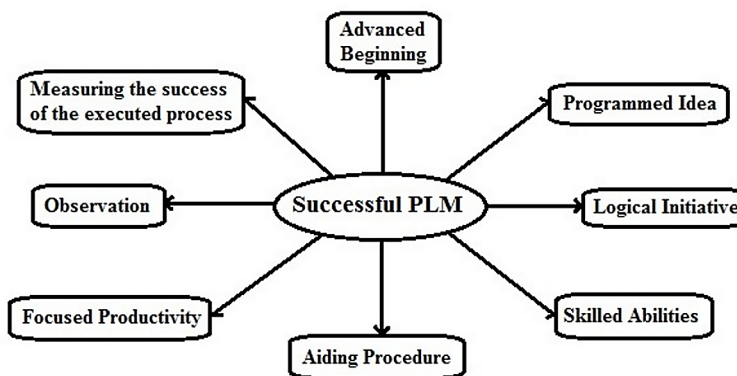 Advanced
Beginning
Measuring the success
of the executed process
Programmed Idea
Observation
Successful PLM
Logical Initiative
Focused Productivity
Skilled Abilities
Aiding Procedure